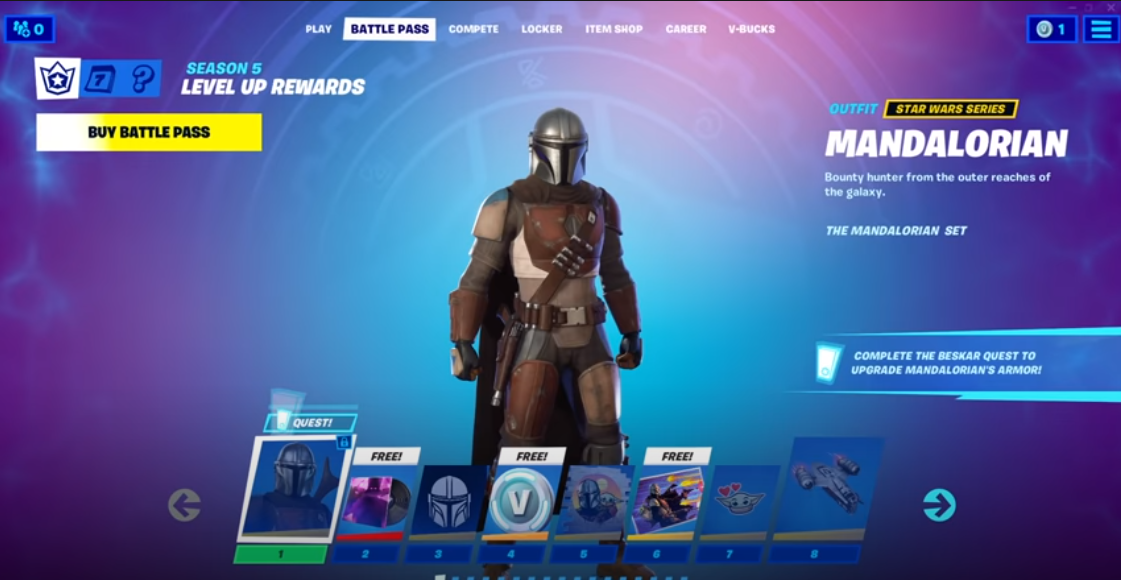 0
PLAY
BATTLE PASS
COMPETE
LOCKER
ITEM SHOP
CAREER
V-BUCKS
1
7
?
SEASON 5
LEVEL UP REWARDS
BUY BATTLE PASS
OUTFIT
STAR WARS SERIES
MANDALORIAN
Bounty hunter from the outer reaches of
the galaxy.
THE MANDALORIAN SET
COMPLETE THE BESKAR QUEST TO
UPGRADE MANDALORIAN'S ARMOR!
QUEST!
FREE!
FREE!
FREE!
V
1
2
3
4
5
6
7
8